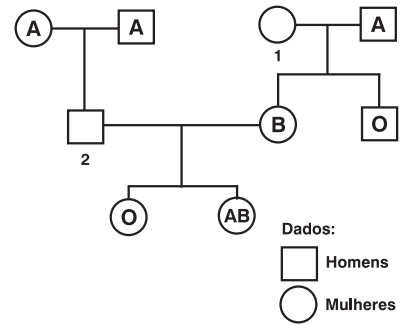 A A A
1
B O
2
O AB
Dados:
Homens
Mulheres